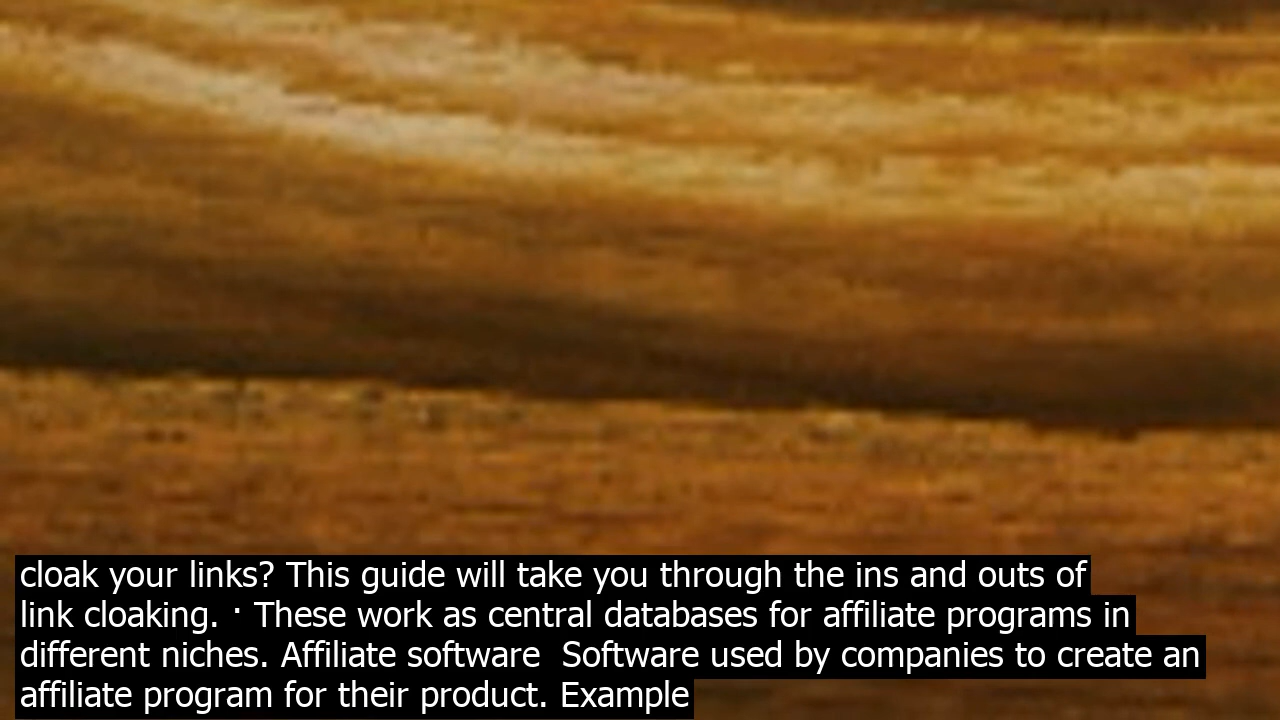 cloak your links? This guide will take you through the ins and outs of
link cloaking. · These work as central databases for affiliate programs in
different niches. Affiliate software  Software used by companies to create an
affiliate program for their product. Example